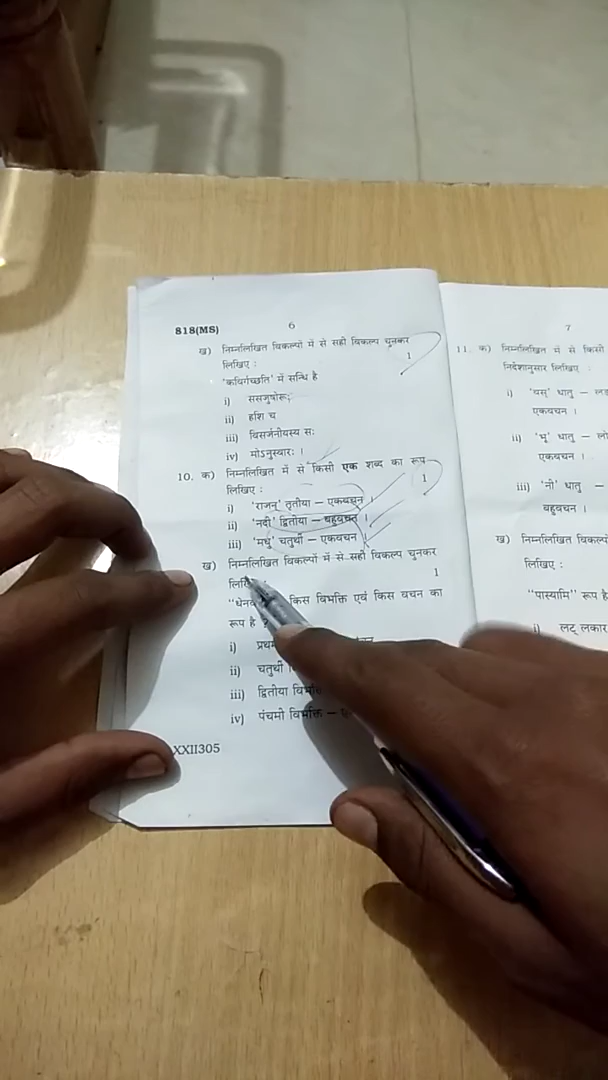 818(MS)
6
ख) निम्नलिखित विकल्पों में से सही विकल्प चुनकर
लिखिए :
1
'कविर्गच्छति' में सन्धि है
i) ससजुषोरूः
ii) हशि च
iii) विसर्जनीयस्य सः
iv) मोऽनुस्वारः ।
10. क) निम्नलिखित में से किसी एक शब्द का रूप
लिखिए :
1
i) 'राजन्' तृतीया – एकवचन ।
ii) 'नदी' द्वितीया – बहुवचन ।
iii) 'मधु' चतुर्थी – एकवचन ।
ख) निम्नलिखित विकल्पों में से सही विकल्प चुनकर
1
किस विभक्ति एवं किस वचन का
रूप है ?
i)
ii) चतुर्थी
iii) द्वितीया
iv) पंचमी विभक्ति –
XXII305
7
11. क) निम्नलिखित में से किसी
निर्देशानुसार लिखिए :
i) 'वस्' धातु –
एकवचन ।
ii) 'भू' धातु –
एकवचन ।
iii) 'नी' धातु –
बहुवचन ।
ख) निम्नलिखित
लिखिए :
"पास्यामि" रूप
i) लट् लकार